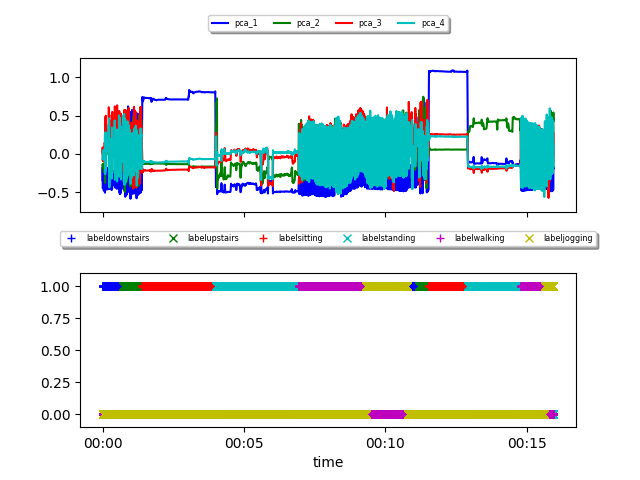 pca_1 pca_2 pca_3 pca_4
1.0
0.5
0.0
−0.5
labeldownstairs labelupstairs labelsitting labelstanding labelwalking labeljogging
1.00
0.75
0.50
0.25
0.00
00:00 00:05 00:10 00:15
time